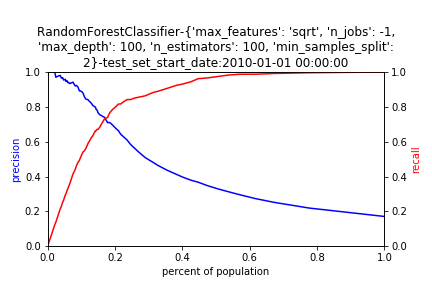 RandomForestClassifier-{'max_features': 'sqrt', 'n_jobs': -1,
'max_depth': 100, 'n_estimators': 100, 'min_samples_split':
2}-test_set_start_date:2010-01-01 00:00:00
1.0
0.8
0.6
0.4
0.2
0.0
precision
1.0
0.8
0.6
0.4
0.2
0.0
recall
0.0 0.2 0.4 0.6 0.8 1.0
percent of population